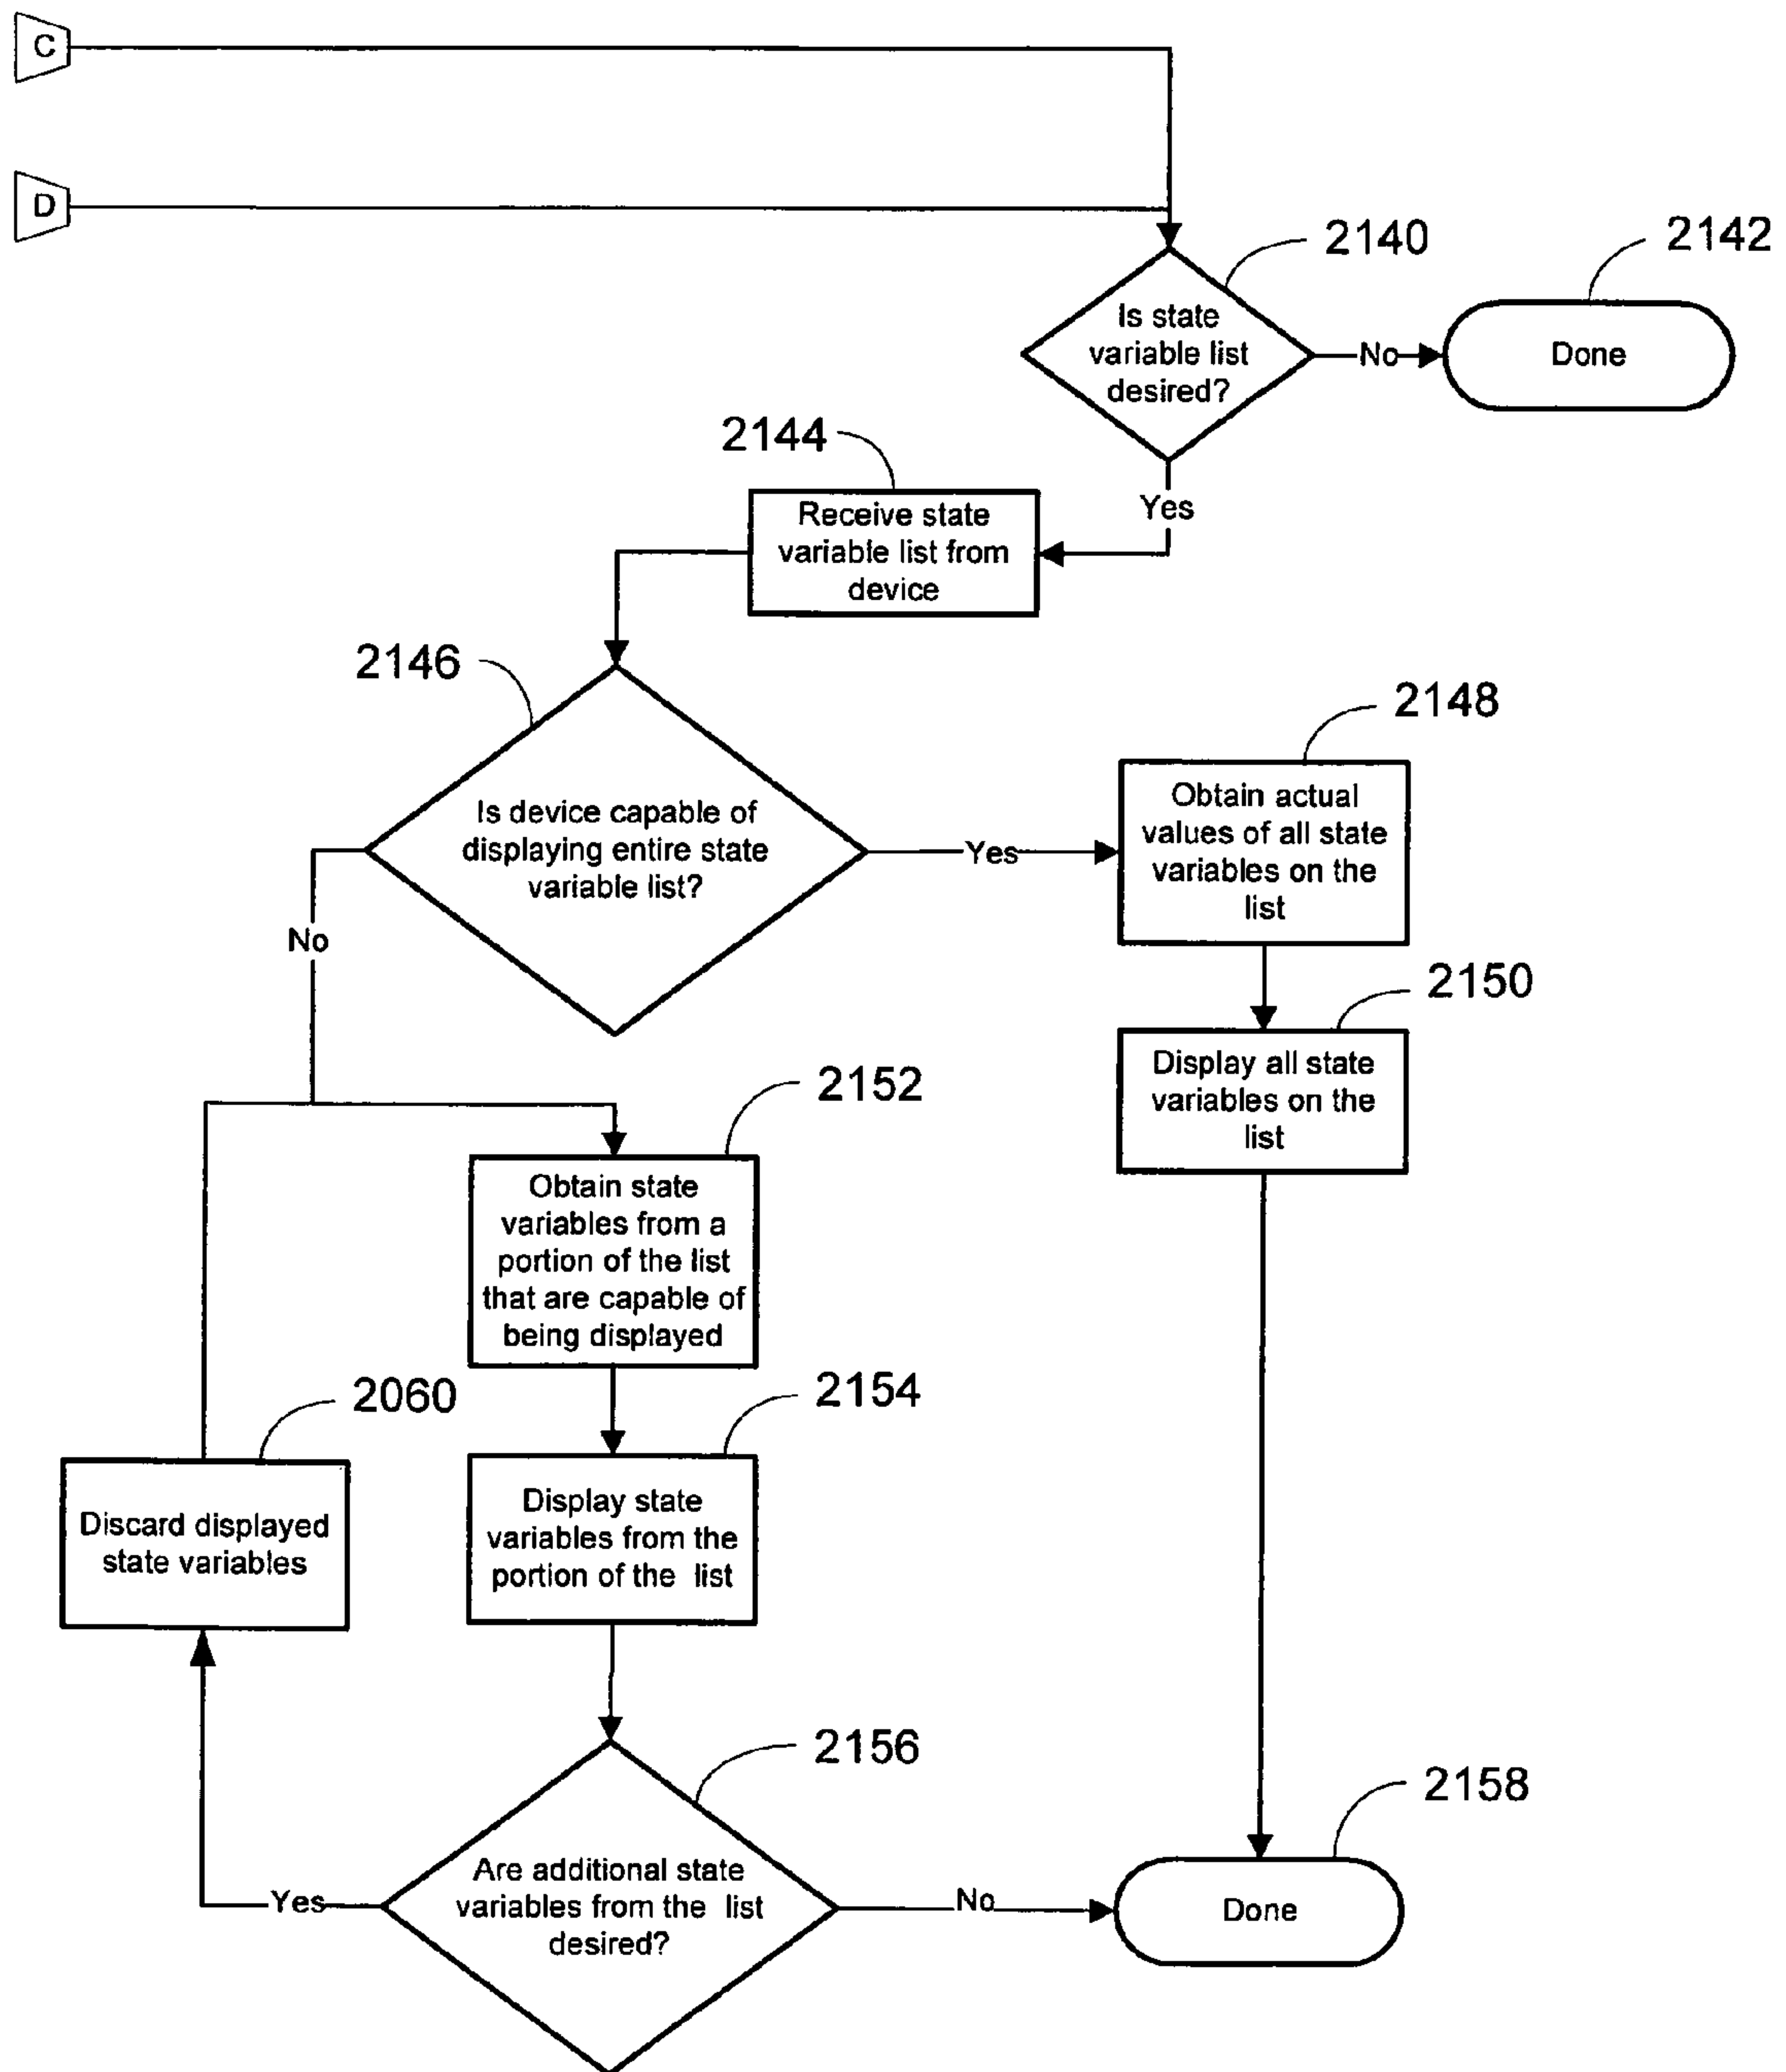 C
D
2140
2142
Is state
variable list
desired?
No
Done
2144
Yes
Receive state
variable list from
device
2146
2148
Is device capable of
displaying entire state
variable list?
Yes
Obtain actual
values of all state
variables on the
list
No
2150
Display all state
variables on the
list
2152
Obtain state
variables from a
portion of the list
that are capable of
being displayed
2060
2154
Discard displayed
state variables
Display state
variables from the
portion of the list
2156
2158
Are additional state
variables from the list
desired?
Yes
No
Done